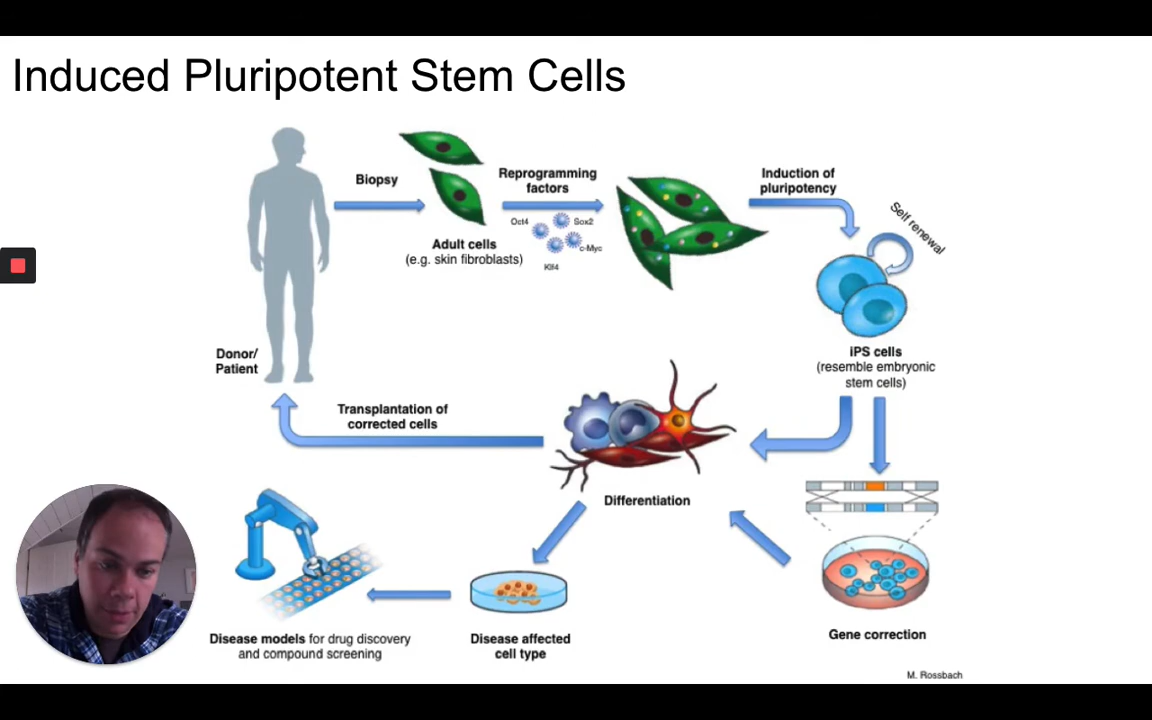 Induced Pluripotent Stem Cells
Biopsy
Reprogramming
factors
Oct4
Sox2
c-Myc
Klf4
Induction of
pluripotency
Self renewal
Adult cells
(e.g. skin fibroblasts)
Donor/
Patient
iPS cells
(resemble embryonic
stem cells)
Transplantation of
corrected cells
Differentiation
Gene correction
Disease affected
cell type
Disease models for drug discovery
and compound screening
M. Rossbach